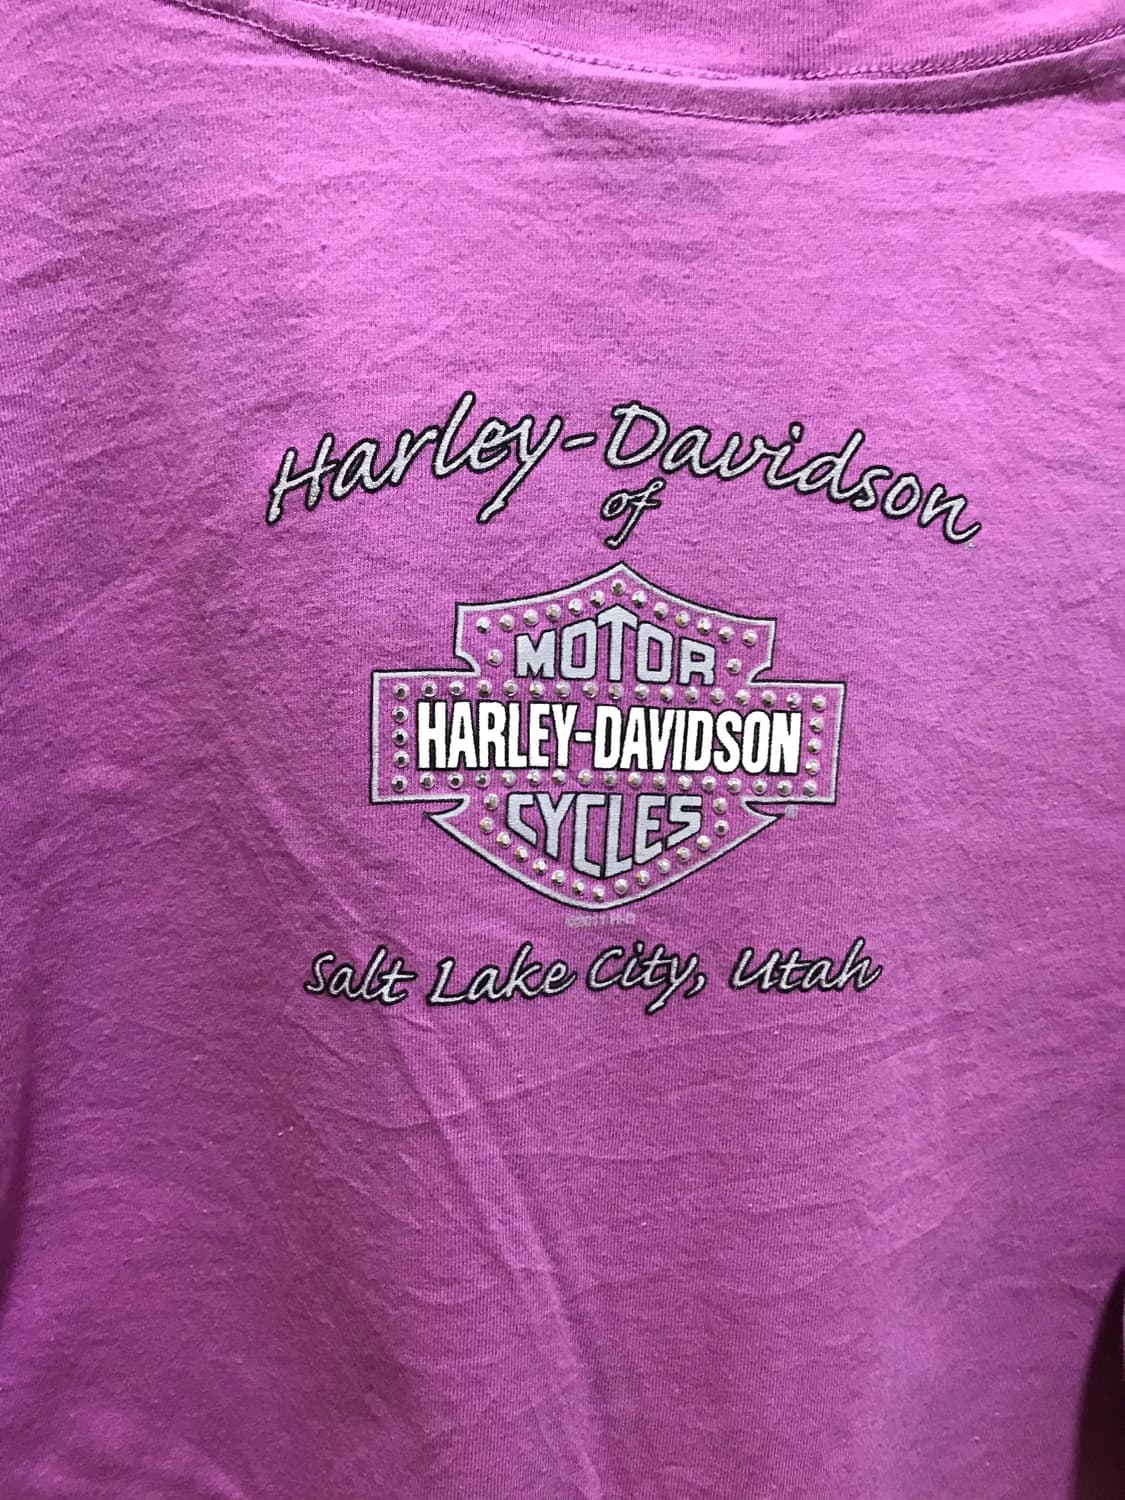 Harley-Davidson
of
MOTOR
HARLEY-DAVIDSON
CYCLES
Salt Lake City, Utah